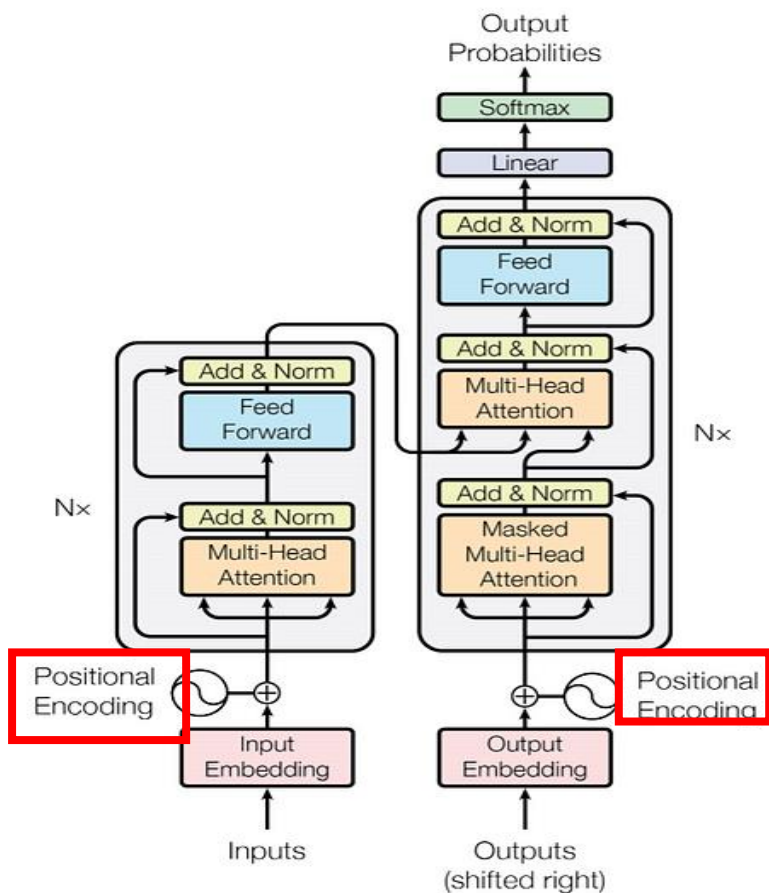 Output
Probabilities
Softmax
Linear
Add & Norm
Feed
Forward
Add & Norm
Multi-Head
Attention
Nx
Add & Norm
Masked
Multi-Head
Attention
Add & Norm
Feed
Forward
Nx
Add & Norm
Multi-Head
Attention
Positional
Encoding
Positional
Encoding
Input
Embedding
Output
Embedding
Inputs
Outputs
(shifted right)